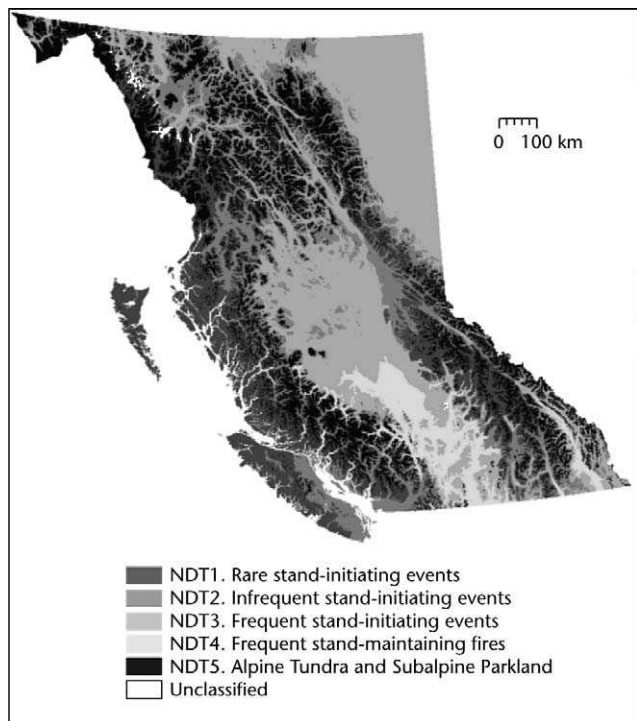 0 100 km
NDT1. Rare stand-initiating events
NDT2. Infrequent stand-initiating events
NDT3. Frequent stand-initiating events
NDT4. Frequent stand-maintaining fires
NDT5. Alpine Tundra and Subalpine Parkland
Unclassified